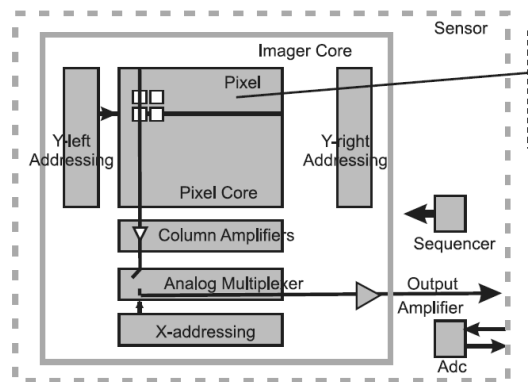 Sensor
Imager Core
Pixel
Y-left
Addressing
Y-right
Addressing
Pixel Core
Column Amplifiers
Sequencer
Analog Multiplexer
Output
Amplifier
X-addressing
Adc